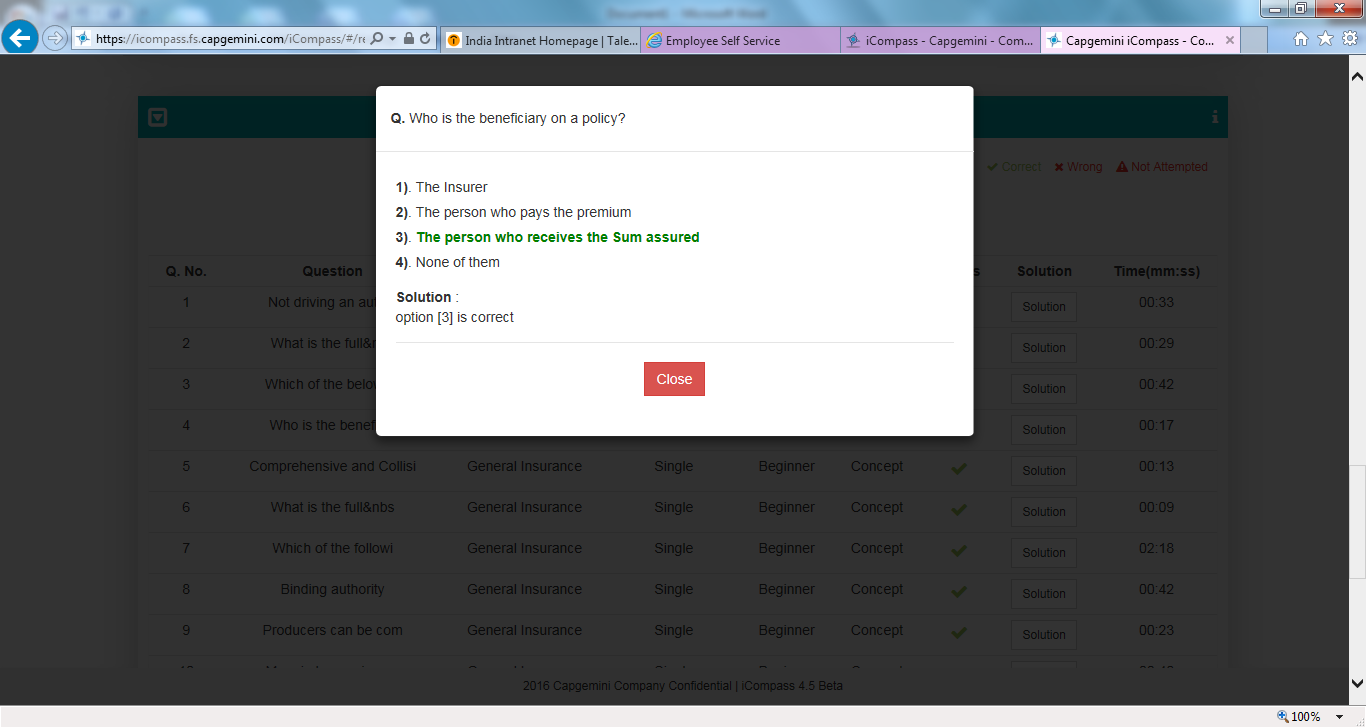 https://icompass.fs.capgemini.com/iCompass/#/re
India Intranet Homepage | Tale...
Employee Self Service
iCompass - Capgemini - Com...
Capgemini iCompass - Co...
Q. Who is the beneficiary on a policy?
Correct Wrong Not Attempted
1). The Insurer
2). The person who pays the premium
3). The person who receives the Sum assured
4). None of them
Solution :
option [3] is correct
Close
Q. No. Question s Solution Time(mm:ss)
1 Not driving an au Solution 00:33
2 What is the full&n Solution 00:29
3 Which of the belo Solution 00:42
4 Who is the benef Solution 00:17
5 Comprehensive and Collisi General Insurance Single Beginner Concept Solution 00:13
6 What is the full&nbs General Insurance Single Beginner Concept Solution 00:09
7 Which of the followi General Insurance Single Beginner Concept Solution 02:18
8 Binding authority General Insurance Single Beginner Concept Solution 00:42
9 Producers can be com General Insurance Single Beginner Concept Solution 00:23
2016 Capgemini Company Confidential | iCompass 4.5 Beta
100%